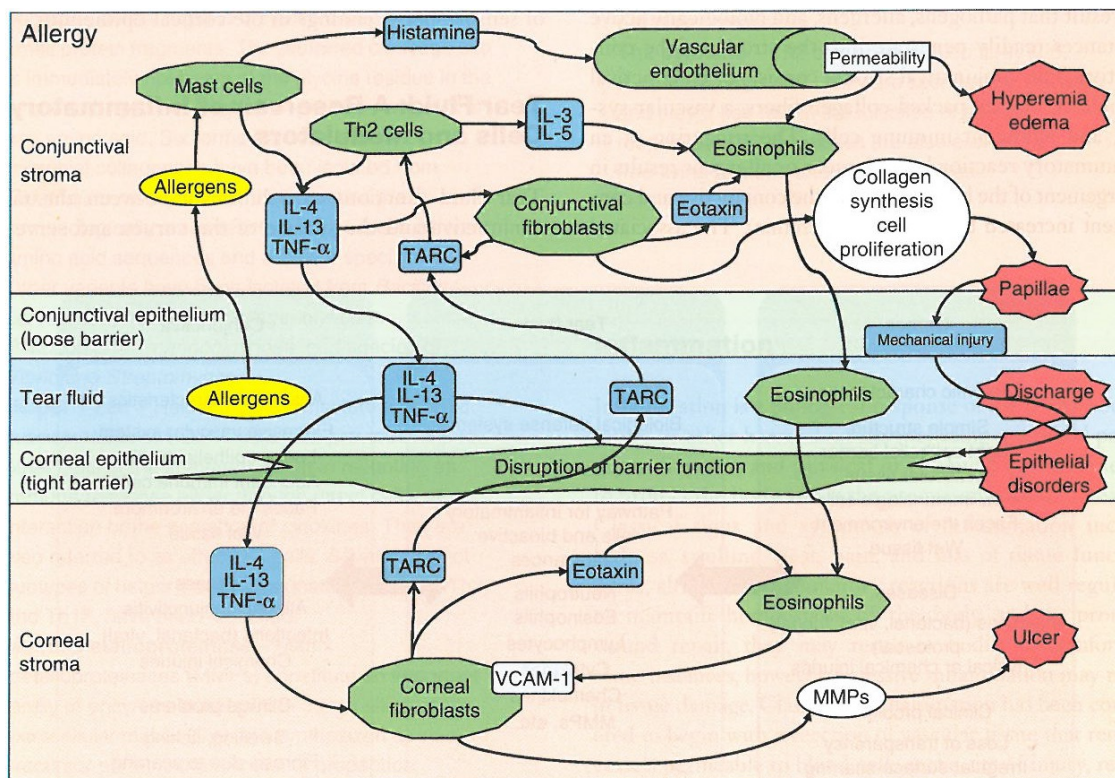 Allergy
Histamine
Vascular
endothelium
Permeability
Mast cells
Hyperemia
edema
Th2 cells
IL-3
IL-5
Eosinophils
Conjunctival
stroma
Allergens
IL-4
IL-13
TNF-α
Conjunctival
fibroblasts
Eotaxin
Collagen
synthesis
cell
proliferation
TARC
Papillae
Conjunctival epithelium
(loose barrier)
Mechanical injury
Tear fluid
Allergens
IL-4
IL-13
TNF-α
TARC
Eosinophils
Discharge
Corneal epithelium
(tight barrier)
Disruption of barrier function
Epithelial
disorders
IL-4
IL-13
TNF-α
TARC
Eotaxin
Eosinophils
Ulcer
Corneal
stroma
Corneal
fibroblasts
VCAM-1
MMPs